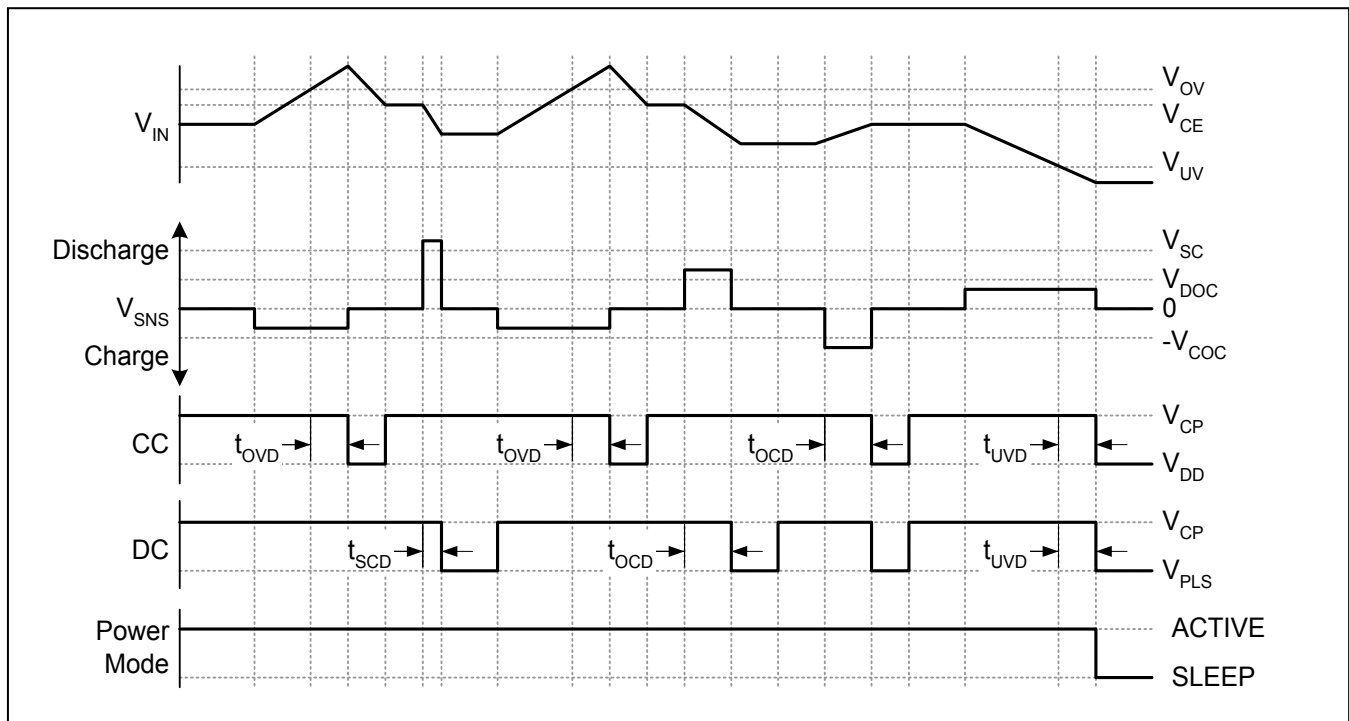 V_IN
V_OV
V_CE
V_UV
Discharge
V_SNS
Charge
V_SC
V_DOC
0
-V_COC
CC
t_OVD
t_OVD
t_OCD
t_UVD
V_CP
V_DD
DC
t_SCD
t_OCD
t_UVD
V_CP
V_PLS
Power
Mode
ACTIVE
SLEEP